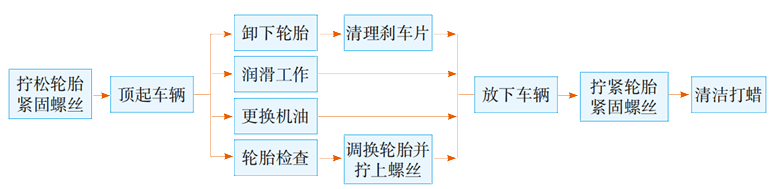 拧松轮胎
紧固螺丝
顶起车辆
卸下轮胎
清理刹车片
润滑工作
更换机油
轮胎检查
调换轮胎并
拧上螺丝
放下车辆
拧紧轮胎
紧固螺丝
清洁打蜡